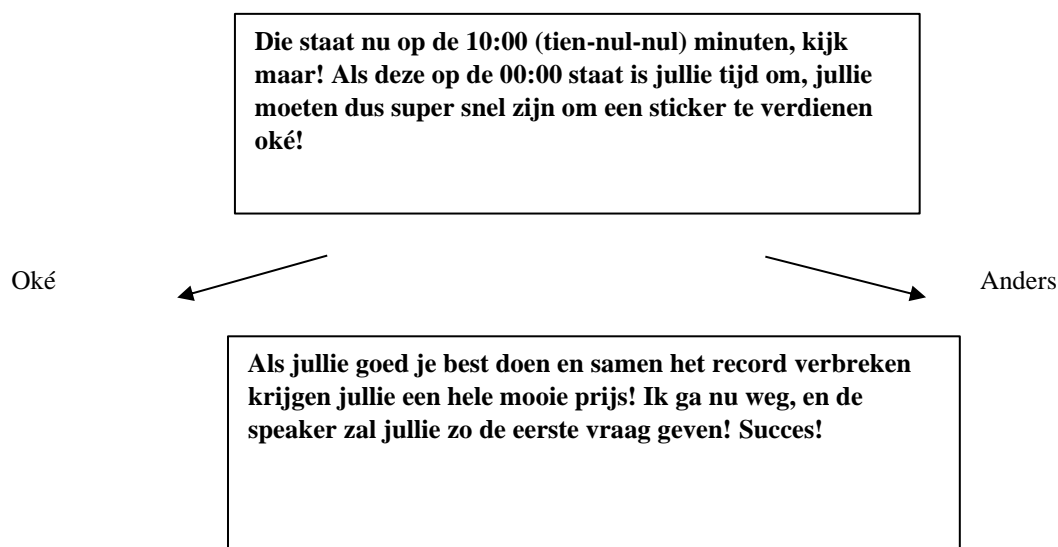 Die staat nu op de 10:00 (tien-nul-nul) minuten, kijk
maar! Als deze op de 00:00 staat is jullie tijd om, jullie
moeten dus super snel zijn om een sticker te verdienen
oké!
Oké
Anders
Als jullie goed je best doen en samen het record verbreken
krijgen jullie een hele mooie prijs! Ik ga nu weg, en de
speaker zal jullie zo de eerste vraag geven! Succes!